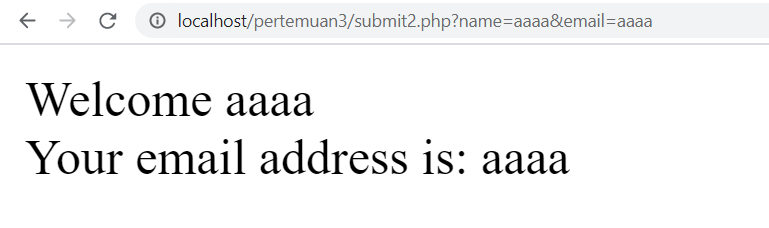 localhost/pertemuan3/submit2.php?name=aaaa&email=aaaa
Welcome aaaa
Your email address is: aaaa